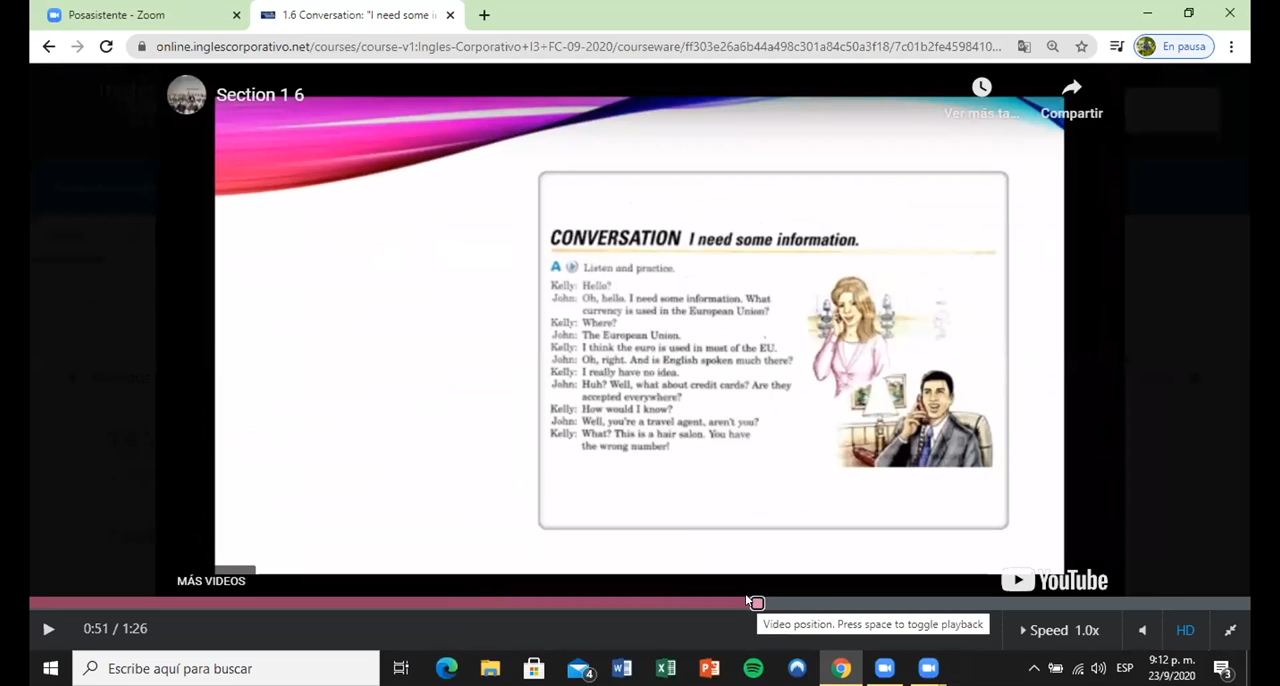 Posasistente - Zoom
1.6 Conversation: "I need some i
online.inglescorporativo.net/courses/course-v1:Ingles-Corporativo+I3+FC-09-2020/courseware/ff303e26a6b44a498c301a84c50a3f18/7c01b2fe4598410...
En pausa
Section 1 6
Ver más ta...
Compartir
CONVERSATION I need some information.
A Listen and practice.
Kelly: Hello?
John: Oh, hello. I need some information. What
currency is used in the European Union?
Kelly: Where?
John: The European Union.
Kelly: I think the euro is used in most of the EU.
John: Oh, right. And is English spoken much there?
Kelly: I really have no idea.
John: Huh? Well, what about credit cards? Are they
accepted everywhere?
Kelly: How would I know?
John: Well, you're a travel agent, aren't you?
Kelly: What? This is a hair salon. You have
the wrong number!
MÁS VIDEOS
YouTube
Video position. Press space to toggle playback
0:51 / 1:26
Speed 1.0x
HD
Escribe aquí para buscar
4
ESP
9:12 p. m.
23/9/2020
3